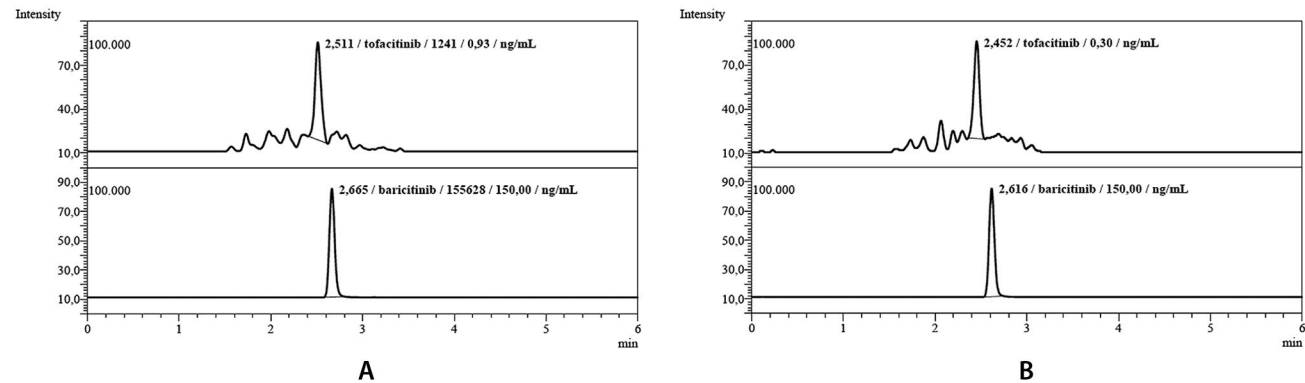 Intensity
100.000
2,511 / tofacitinib / 1241 / 0,93 / ng/mL
70,0
40,0
10,0
90,0
100.000
2,665 / baricitinib / 155628 / 150,00 / ng/mL
70,0
50,0
30,0
10,0
0 1 2 3 4 5 6
min
A
Intensity
100.000
2,452 / tofacitinib / 0,30 / ng/mL
70,0
40,0
10,0
90,0
100.000
2,616 / baricitinib / 150,00 / ng/mL
70,0
50,0
30,0
10,0
0 1 2 3 4 5 6
min
B